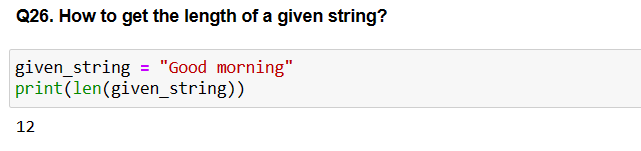 Q26. How to get the length of a given string?
given_string = "Good morning"
print(len(given_string))
12